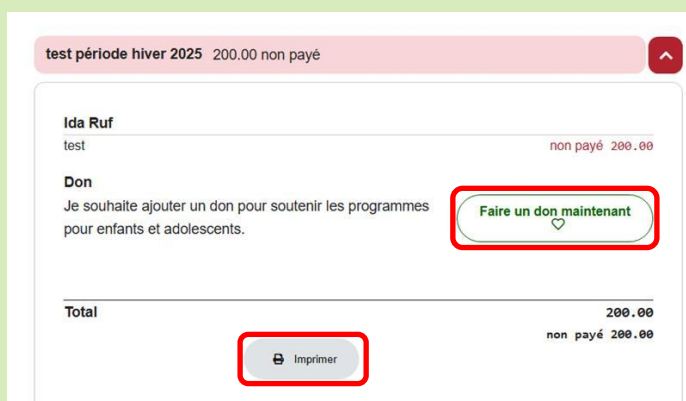 test période hiver 2025 200.00 non payé
Ida Ruf
test non payé 200.00
Don
Je souhaite ajouter un don pour soutenir les programmes
pour enfants et adolescents.
Faire un don maintenant
Total 200.00
non payé 200.00
Imprimer